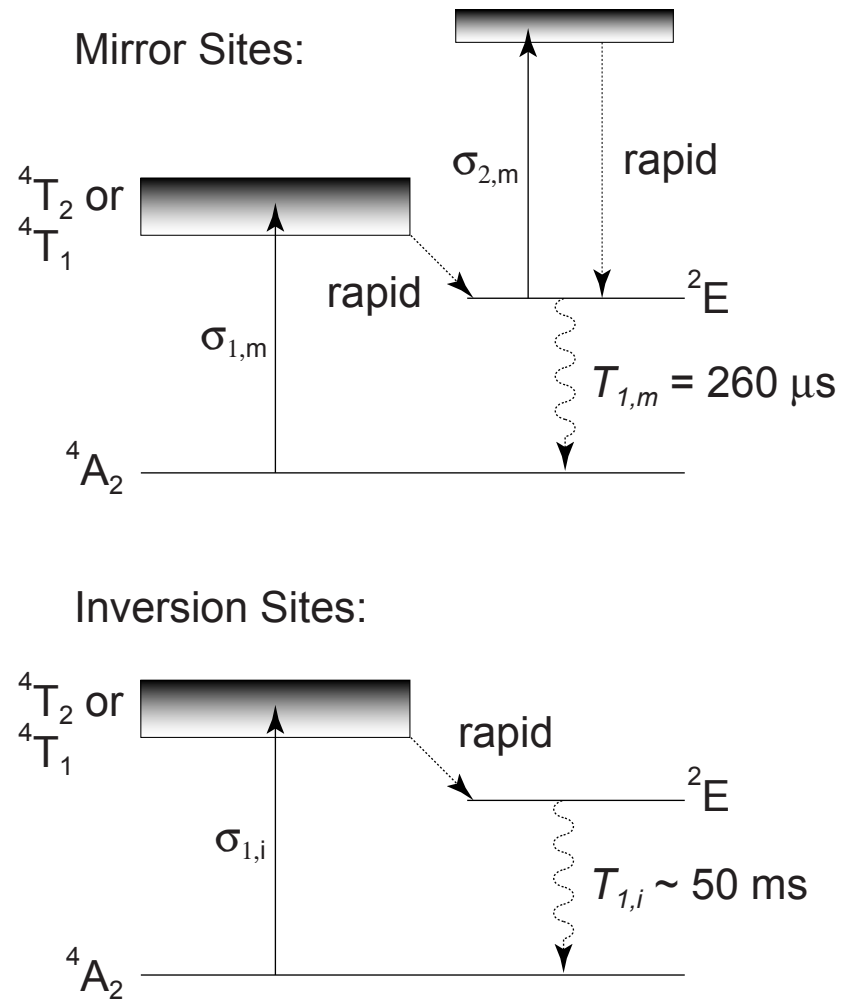 Mirror Sites:
⁴T₂ or
⁴T₁
σ₂,m
rapid
rapid
²E
σ₁,m
T₁,m = 260 μs
⁴A₂
Inversion Sites:
⁴T₂ or
⁴T₁
rapid
²E
σ₁,i
T₁,i ~ 50 ms
⁴A₂